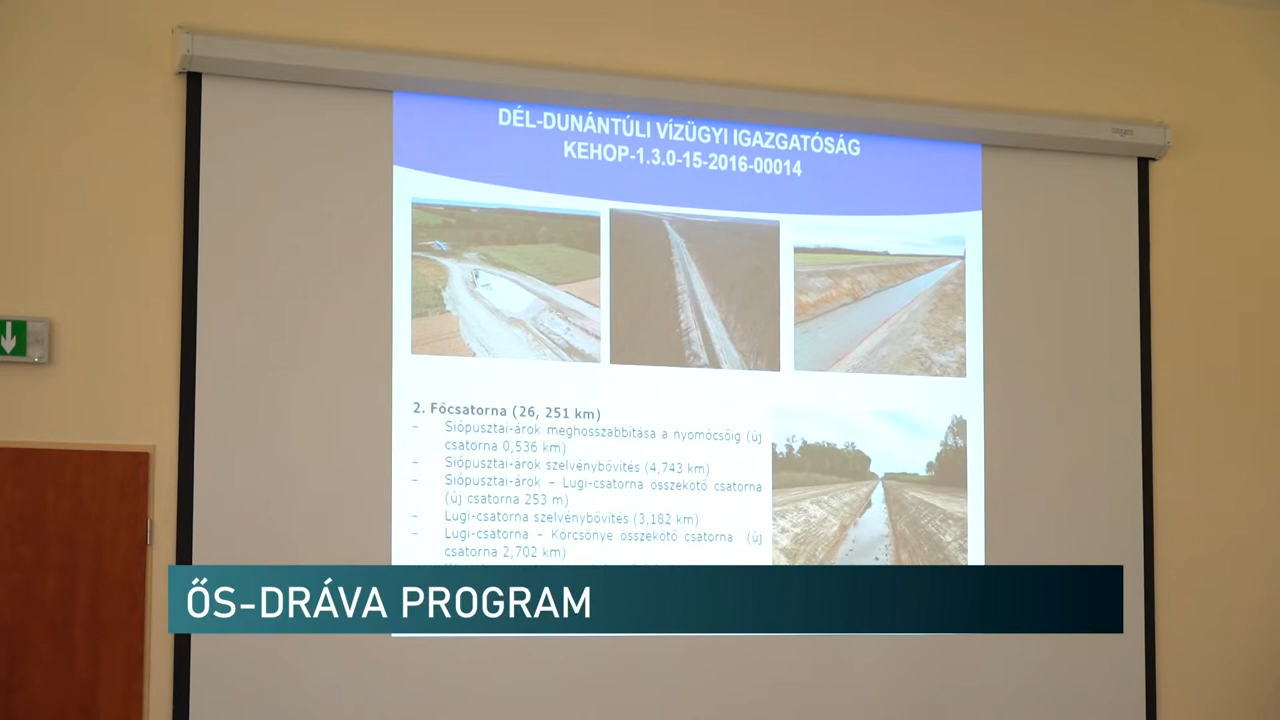 DÉL-DUNÁNTÚLI VÍZÜGYI IGAZGATÓSÁG
KEHOP-1.3.0-15-2016-00014
2. Főcsatorna (26, 251 km)
- Siópusztai-árok meghosszabbítása a nyomócsőig (új
csatorna 0,536 km)
- Siópusztai-árok szelvénybővítés (4,743 km)
- Siópusztai-árok – Lugi-csatorna összekötő csatorna
(új csatorna 253 m)
- Lugi-csatorna szelvénybővítés (3,182 km)
- Lugi-csatorna – Körcsönye összekötő csatorna (új
csatorna 2,702 km)
ŐS-DRÁVA PROGRAM